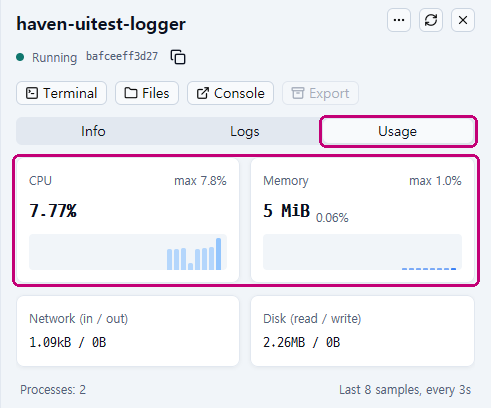 haven-uitest-logger
Running bafceeff3d27
Terminal Files Console Export
Info Logs Usage
CPU max 7.8%
7.77%
Memory max 1.0%
5 MiB 0.06%
Network (in / out)
1.09kB / 0B
Disk (read / write)
2.26MB / 0B
Processes: 2 Last 8 samples, every 3s